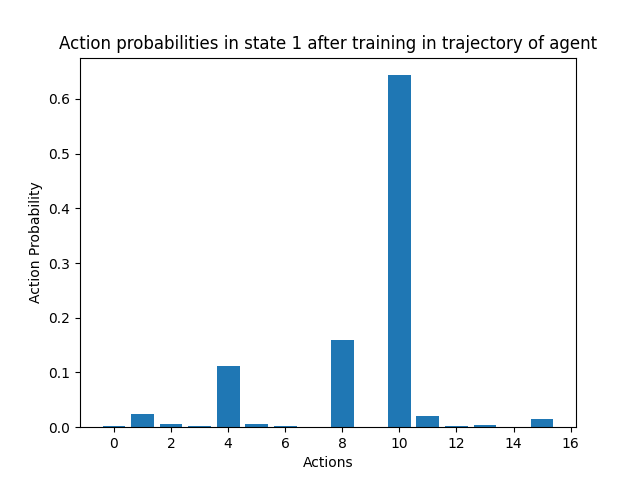 Action probabilities in state 1 after training in trajectory of agent
0.6
0.5
0.4
0.3
0.2
0.1
0.0
Action Probability
0 2 4 6 8 10 12 14 16
Actions